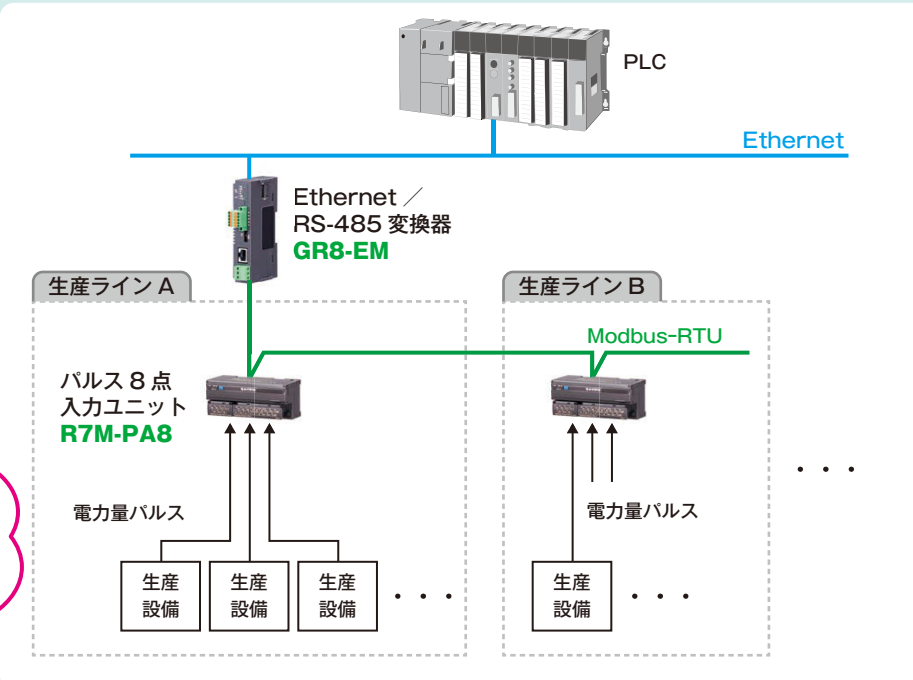 PLC
Ethernet
Ethernet ／
RS-485 変換器
GR8-EM
生産ライン A
生産ライン B
Modbus-RTU
パルス 8 点
入力ユニット
R7M-PA8
・・・
電力量パルス
電力量パルス
生産
設備
生産
設備
生産
設備
・・・
生産
設備
・・・